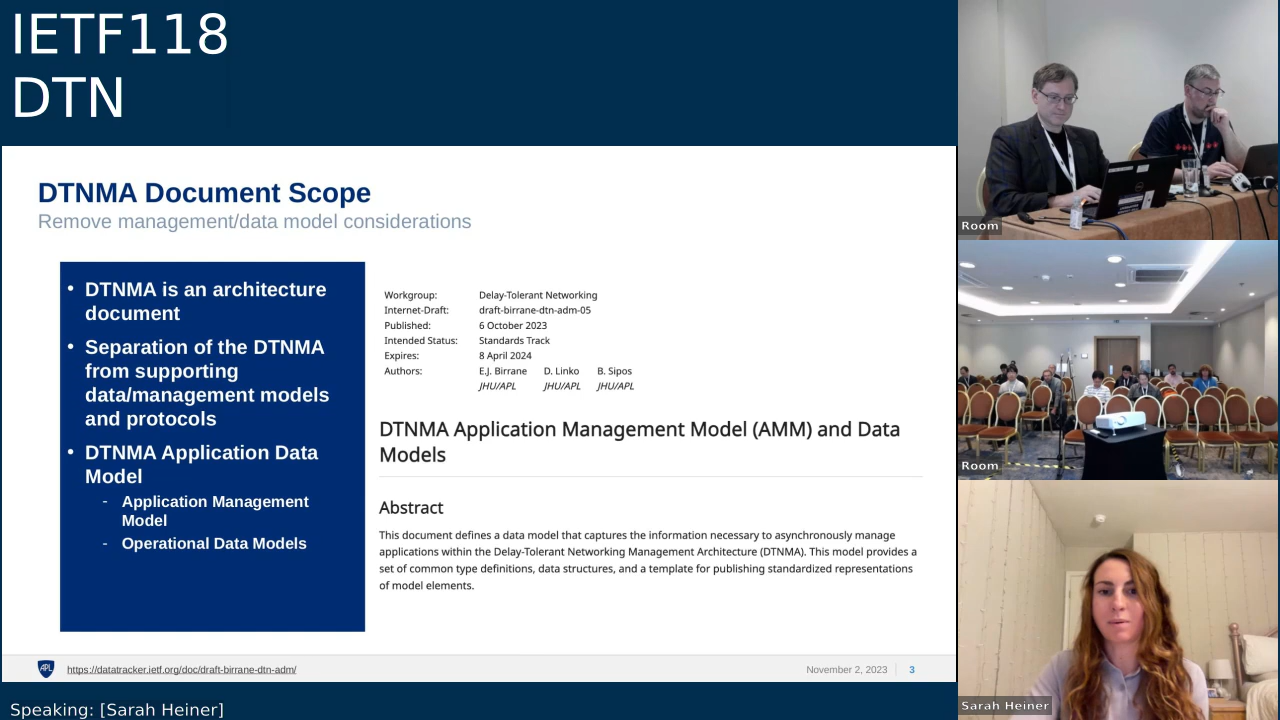 IETF118
DTN
DTNMA Document Scope
Remove management/data model considerations
• DTNMA is an architecture
document
• Separation of the DTNMA
from supporting
data/management models
and protocols
• DTNMA Application Data
Model
- Application Management
Model
- Operational Data Models
Workgroup: Delay-Tolerant Networking
Internet-Draft: draft-birrane-dtn-adm-05
Published: 6 October 2023
Intended Status: Standards Track
Expires: 8 April 2024
Authors: E.J. Birrane D. Linko B. Sipos
JHU/APL JHU/APL JHU/APL
DTNMA Application Management Model (AMM) and Data
Models
Abstract
This document defines a data model that captures the information necessary to asynchronously manage
applications within the Delay-Tolerant Networking Management Architecture (DTNMA). This model provides a
set of common type definitions, data structures, and a template for publishing standardized representations
of model elements.
APL
https://datatracker.ietf.org/doc/draft-birrane-dtn-adm/
November 2, 2023 3
Room
Room
Sarah Heiner
Speaking: [Sarah Heiner]